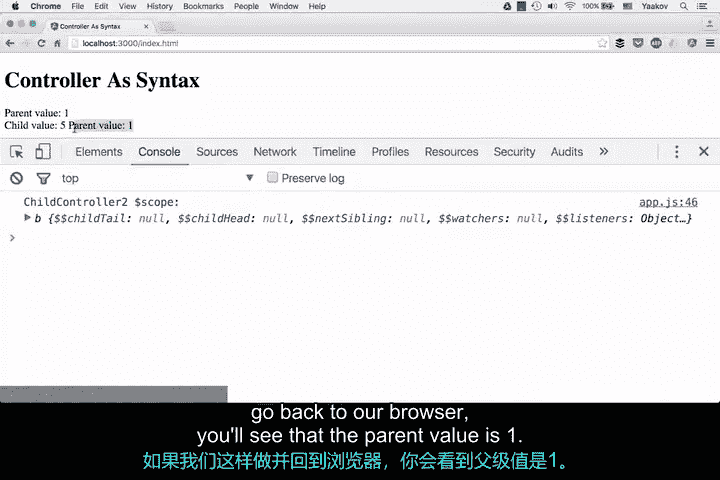 Chrome File Edit View History Bookmarks People Window Help 100% Yaakov
Controller As Syntax
localhost:3000/index.html
Controller As Syntax
Parent value: 1
Child value: 5 Parent value: 1
Elements Console Sources Network Timeline Profiles Resources Security Audits »
top Preserve log
ChildController2 $scope: app.js:46
b {$$childTail: null, $$childHead: null, $$nextSibling: null, $$watchers: null, $$listeners: Object…}
go back to our browser,
you'll see that the parent value is 1.
如果我们这样做并回到浏览器，你会看到父级值是1。